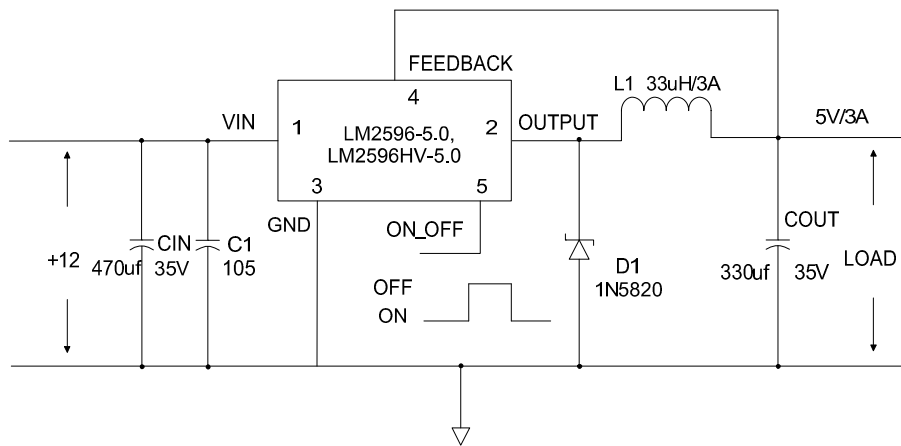 FEEDBACK
L1 33uH/3A
4
VIN
1
LM2596-5.0,
LM2596HV-5.0
2
OUTPUT
5V/3A
3
5
GND
ON_OFF
COUT
+12
CIN
470uf 35V
C1
105
D1
1N5820
330uf 35V
LOAD
OFF
ON